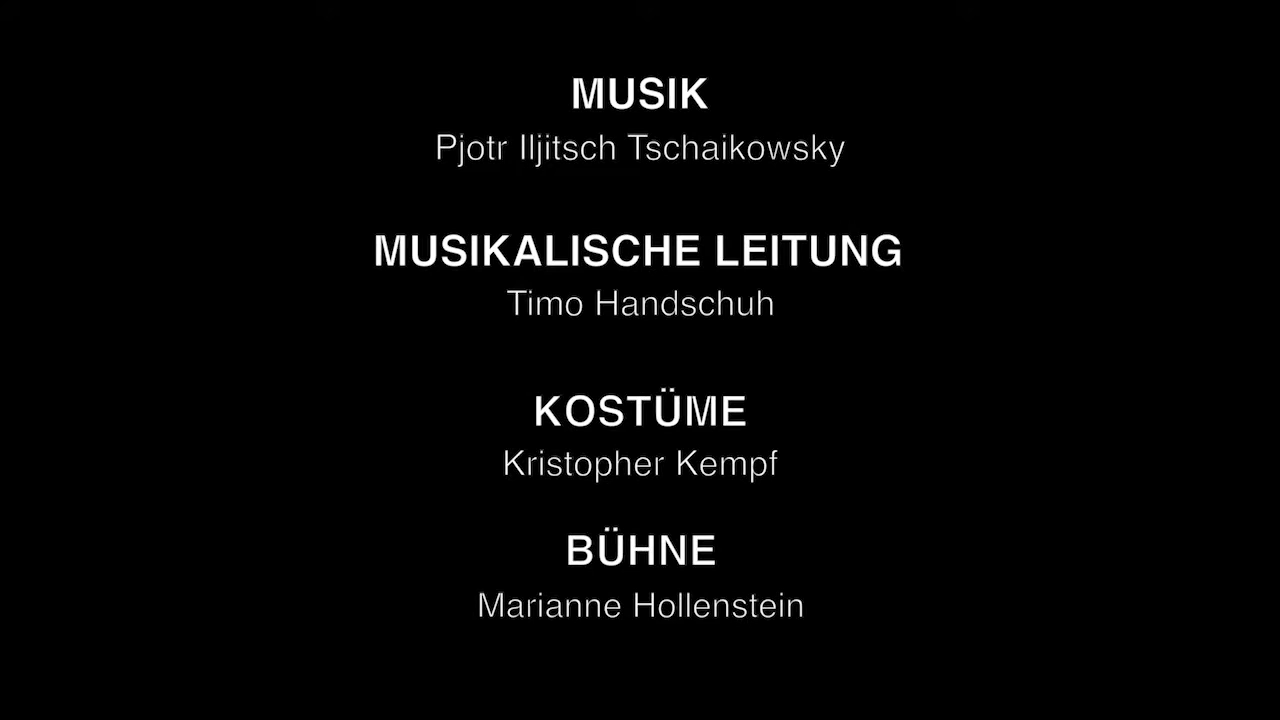 MUSIK
Pjotr Iljitsch Tschaikowsky
MUSIKALISCHE LEITUNG
Timo Handschuh
KOSTÜME
Kristopher Kempf
BÜHNE
Marianne Hollenstein